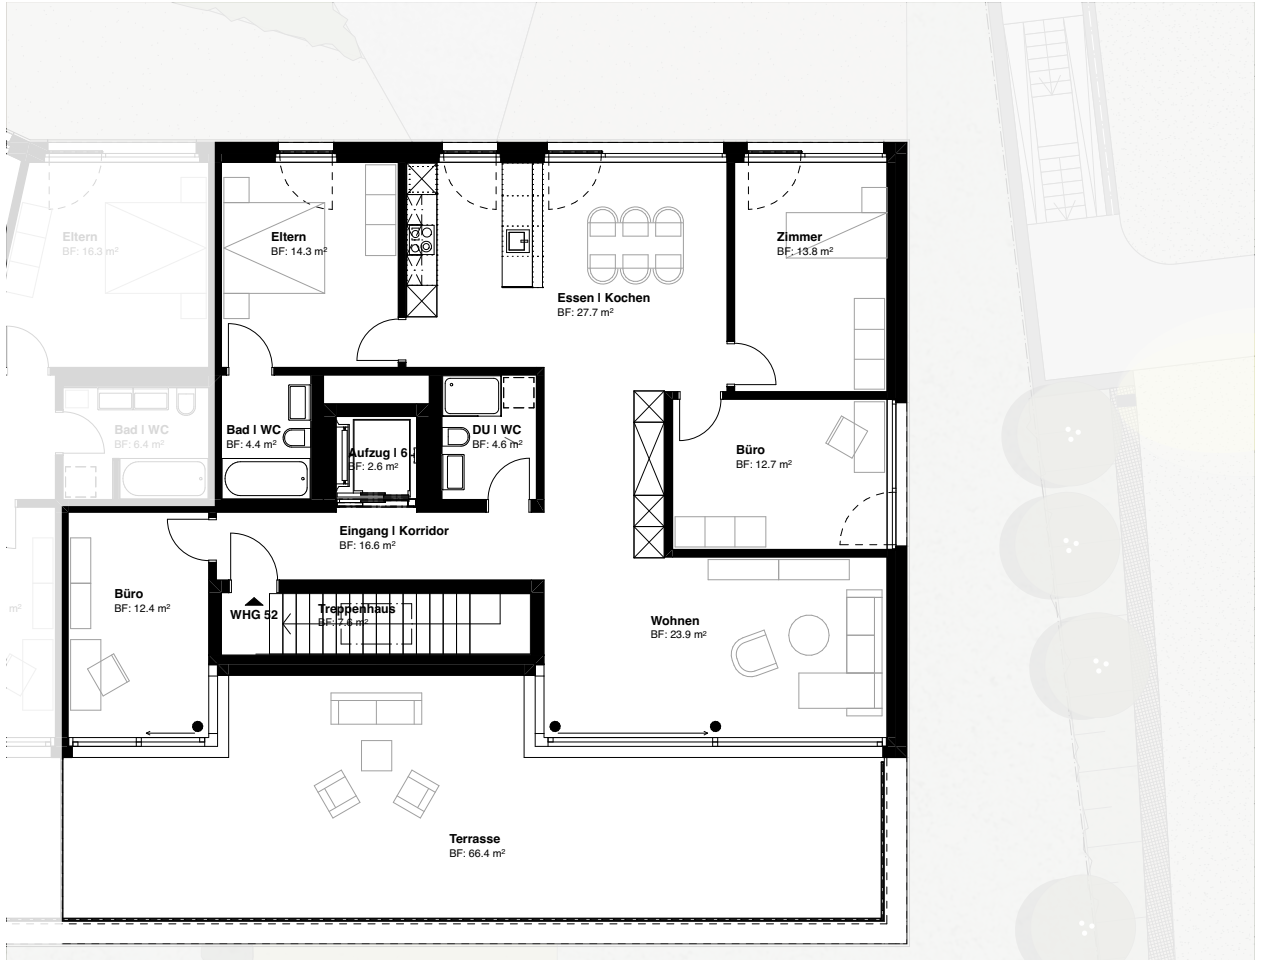 Eltern
BF: 16.3 m²
Eltern
BF: 14.3 m²
Zimmer
BF: 13.8 m²
Essen | Kochen
BF: 27.7 m²
Bad | WC
BF: 6.4 m²
Bad | WC
BF: 4.4 m²
Aufzug | 6
BF: 2.6 m²
DU | WC
BF: 4.6 m²
Büro
BF: 12.7 m²
Eingang | Korridor
BF: 16.6 m²
Büro
BF: 12.4 m²
m²
WHG 52
Treppenhaus
BF: 7.6 m²
Wohnen
BF: 23.9 m²
Terrasse
BF: 66.4 m²